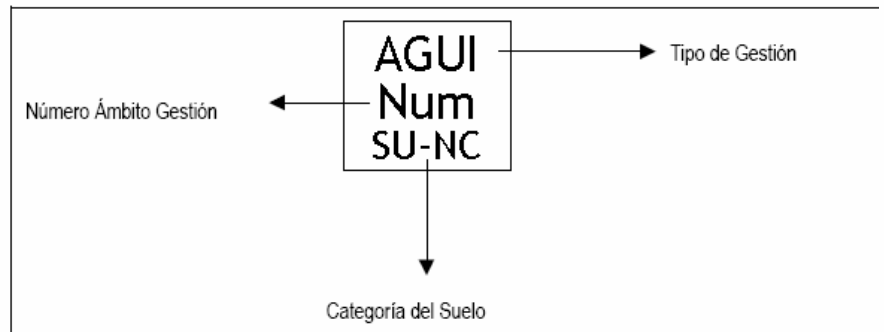 AGUI
Tipo de Gestión
Número Ámbito Gestión
Num
SU-NC
Categoría del Suelo